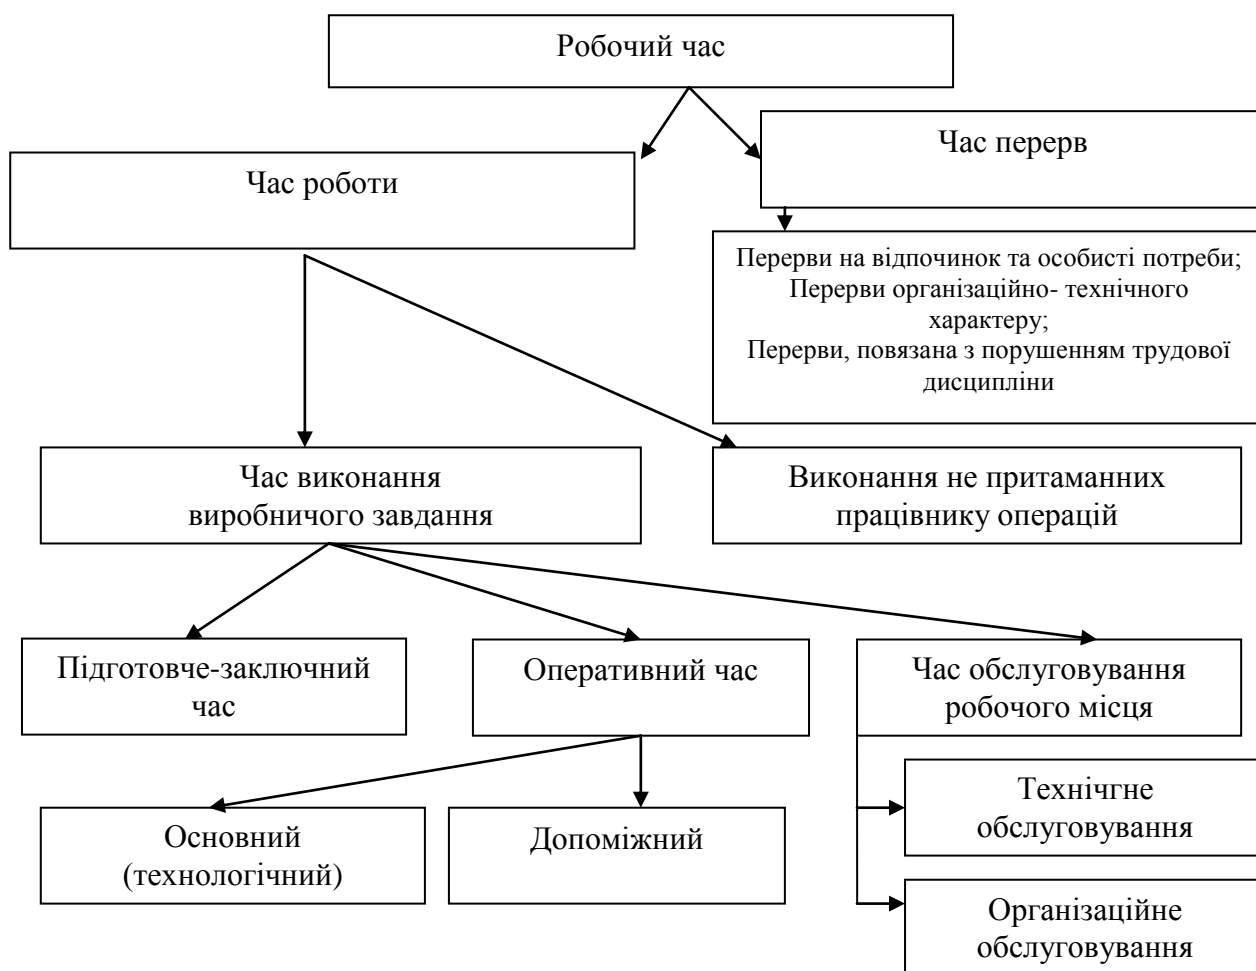 Робочий час
Час перерв
Час роботи
Перерви на відпочинок та особисті потреби;
Перерви організаційно- технічного
характеру;
Перерви, повязана з порушенням трудової
дисципліни
Час виконання
виробничого завдання
Виконання не притаманних
працівнику операцій
Підготовче-заключний
час
Оперативний час
Час обслуговування
робочого місця
Основний
(технологічний)
Допоміжний
Технічгне
обслуговування
Організаційне
обслуговування